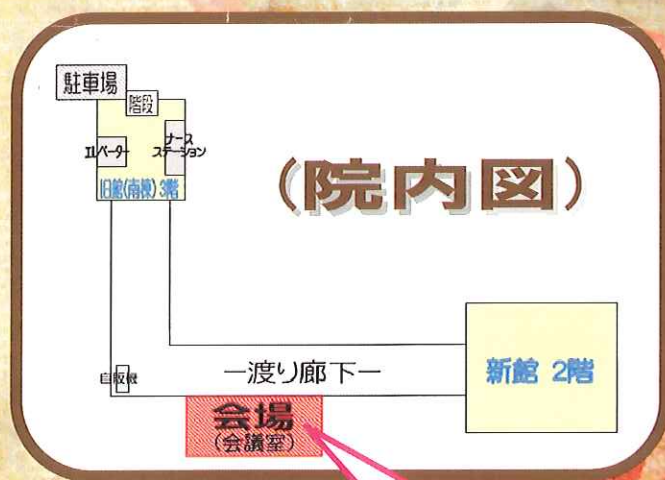 駐車場
階段
エレベーター
ナース
ステーション
旧館(南棟)3階
(院内図)
自販機
ー渡り廊下ー
新館 2階
会場
(会議室)